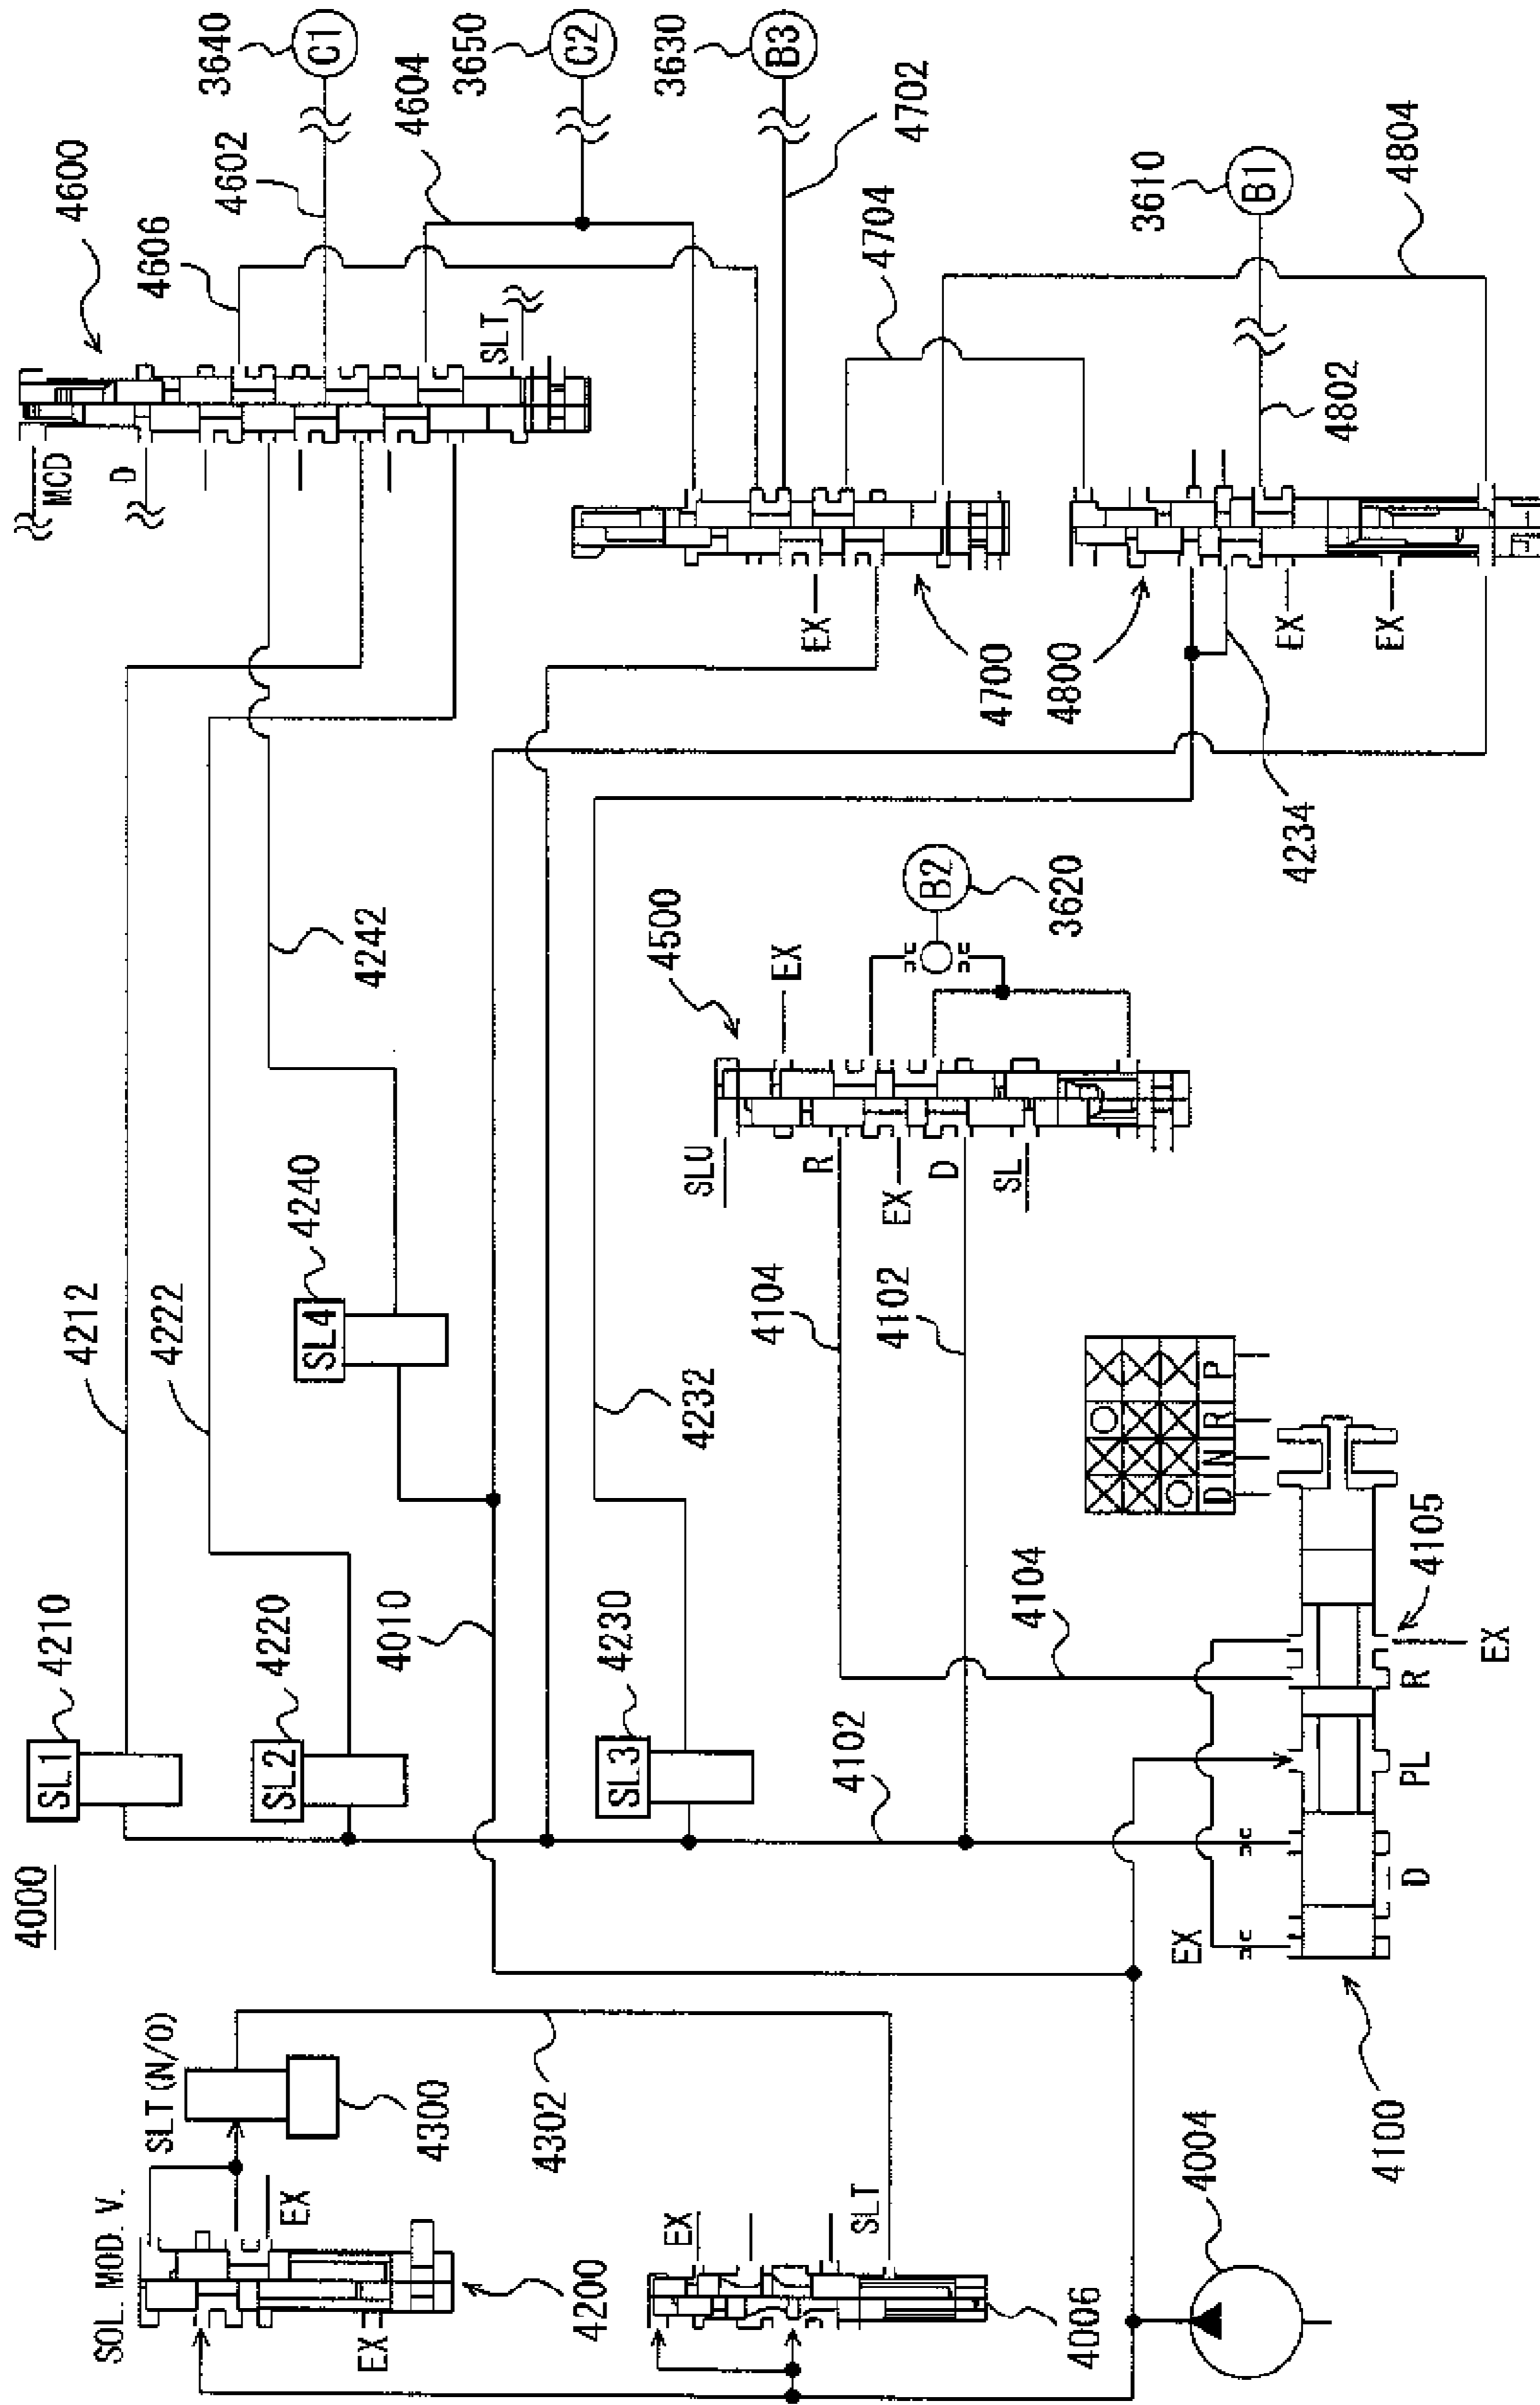 4000
SOL. MOD. V.
SLT(N/O)
4300
EX
EX
4200
4302
EX
SLT
4006
4004
SL1
4210
4212
SL2
4220
4222
SL4
4240
4242
4010
SL3
4230
4232
4102
4104
4104
4102
EX
D
PL
R
EX
4100
4105
D
N
R
P
SLU
R
EX
D
SL
EX
4500
B2
3620
MCD
D
SLT
4600
4606
4602
4604
C1
3640
C2
3650
B3
3630
4702
EX
4700
4704
4800
4234
EX
EX
4802
B1
3610
4804